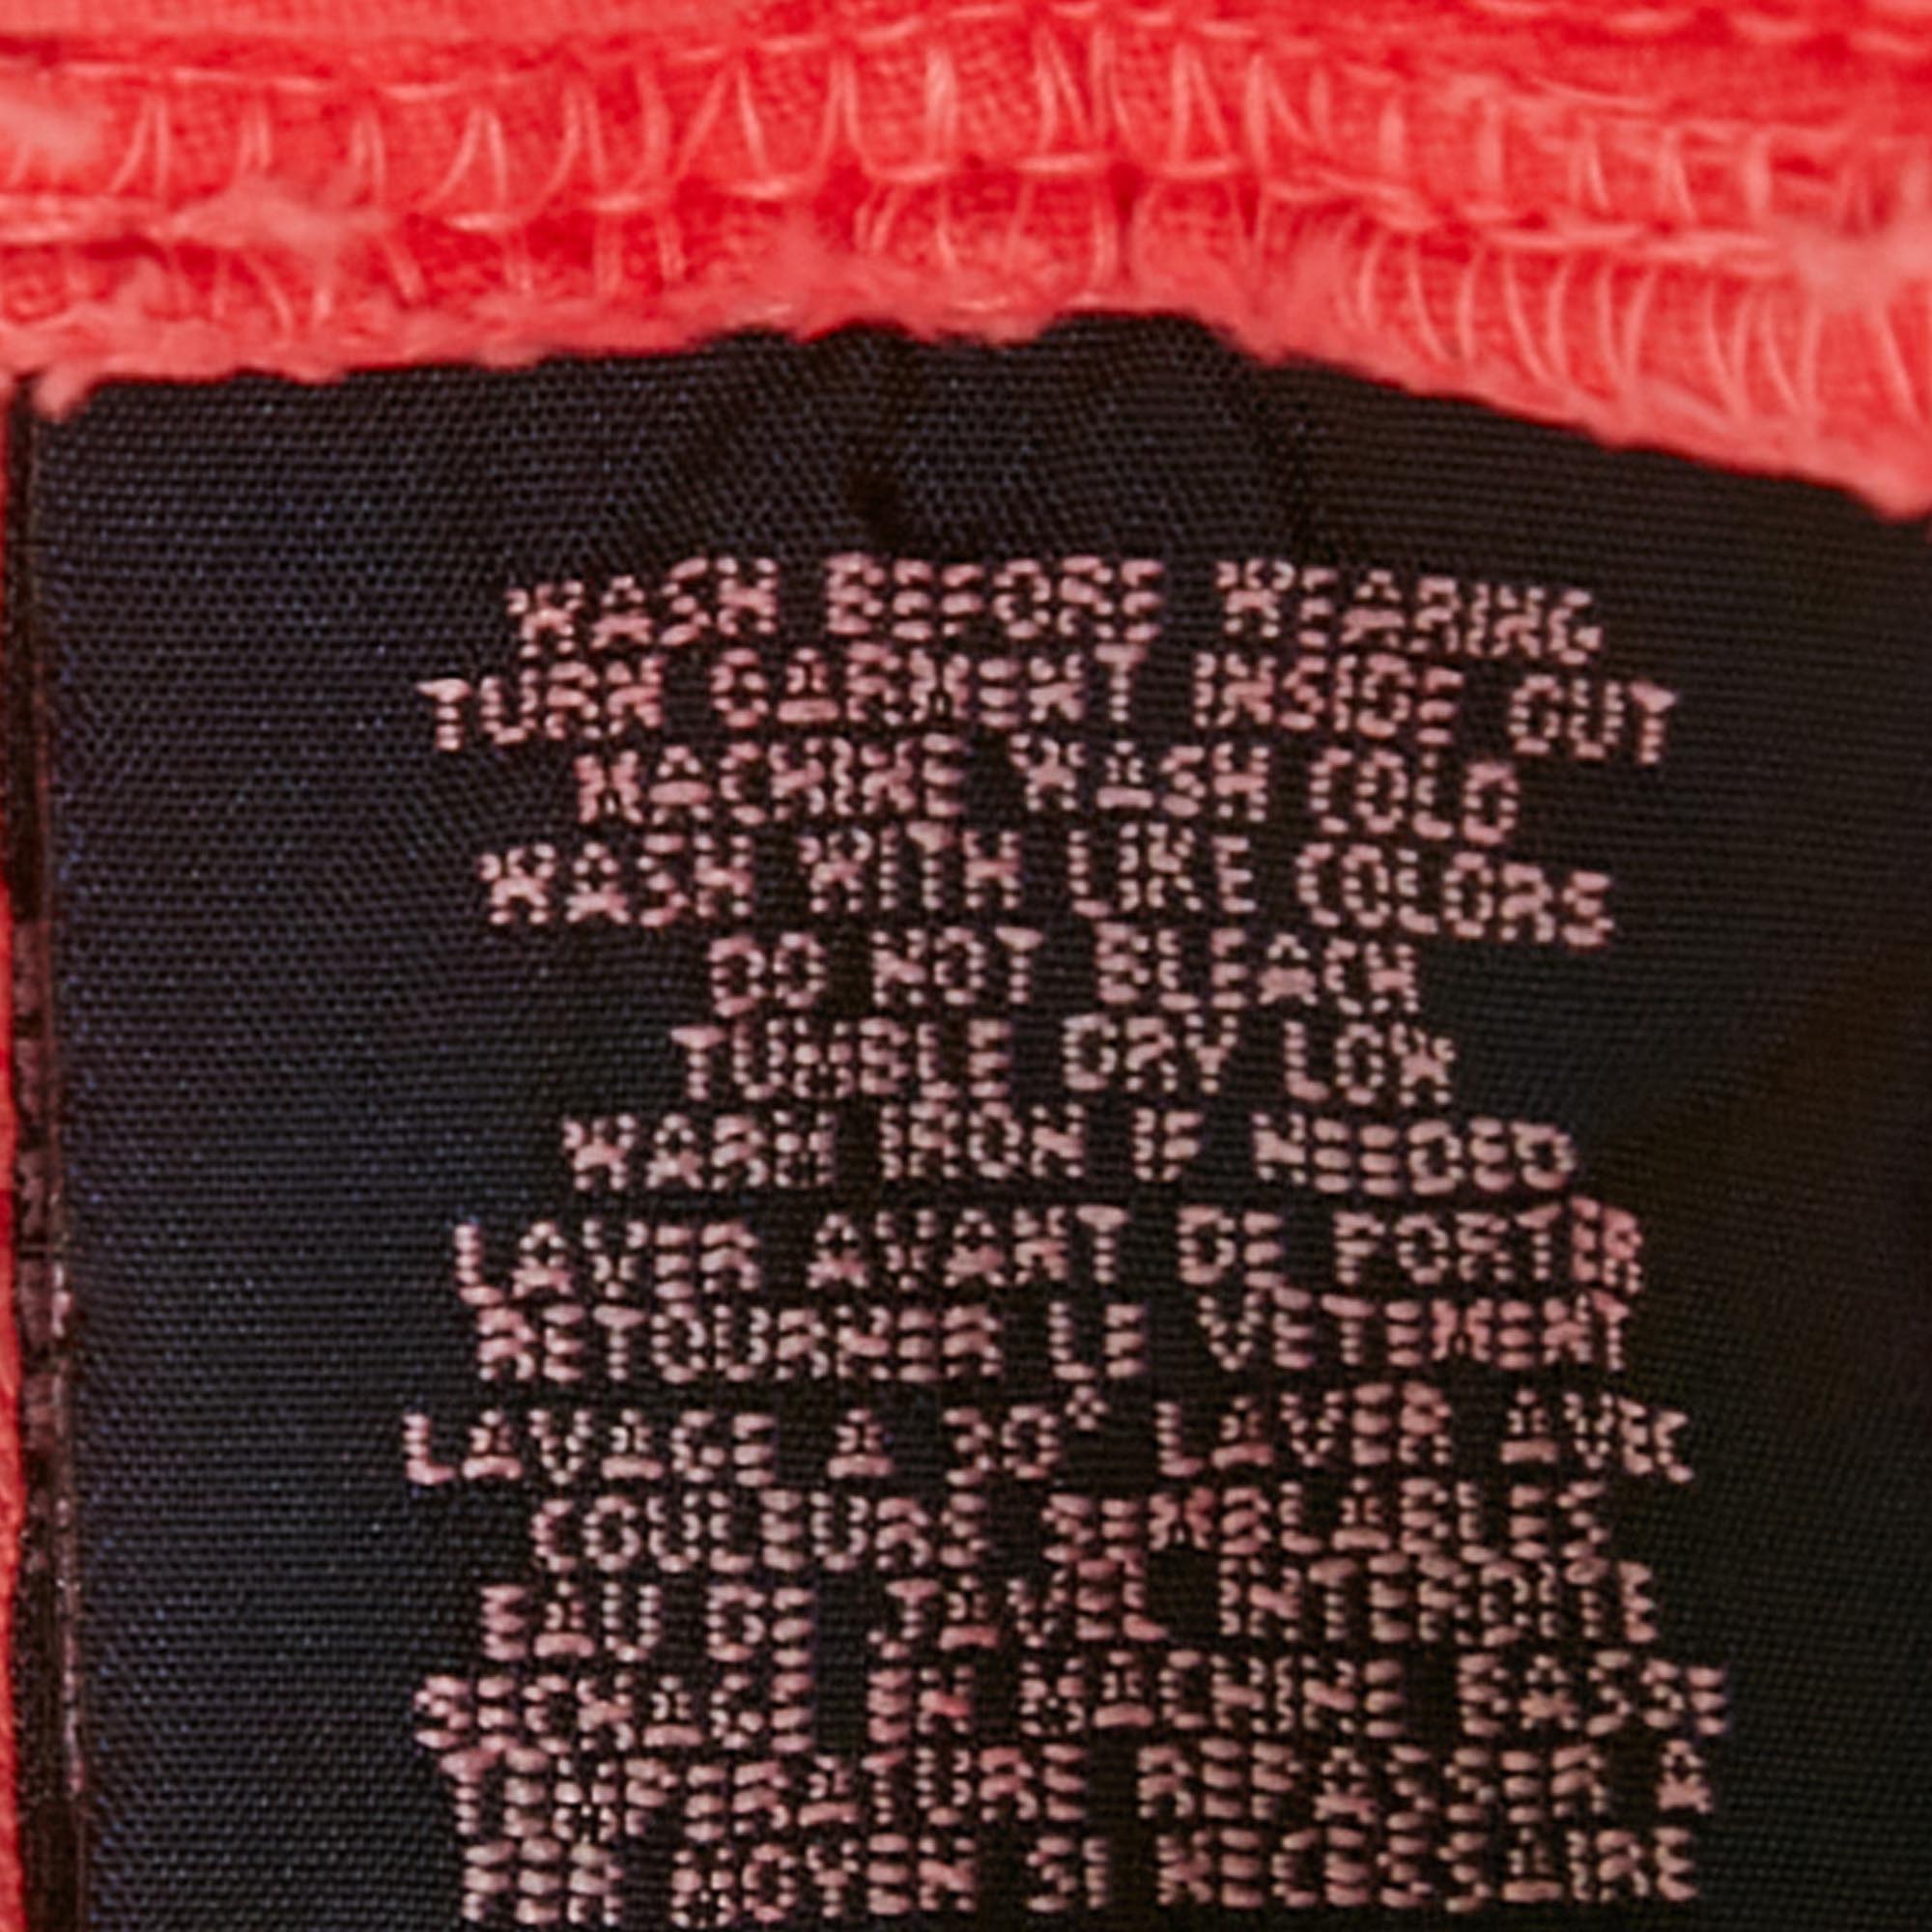 WASH BEFORE WEARING
TURN GARMENT INSIDE OUT
MACHINE WASH COLD
WASH WITH LIKE COLORS
DO NOT BLEACH
TUMBLE DRY LOW
WARM IRON IF NEEDED
LAVER AVANT DE PORTER
RETOURNER LE VETEMENT
LAVAGE A 30° LAVER AVEC
COULEURS SEMBLABLES
EAU DE JAVEL INTERDITE
SECHAGE EN MACHINE BASSE
TEMPERATURE REPASSER A
FER MOYEN SI NECESSAIRE